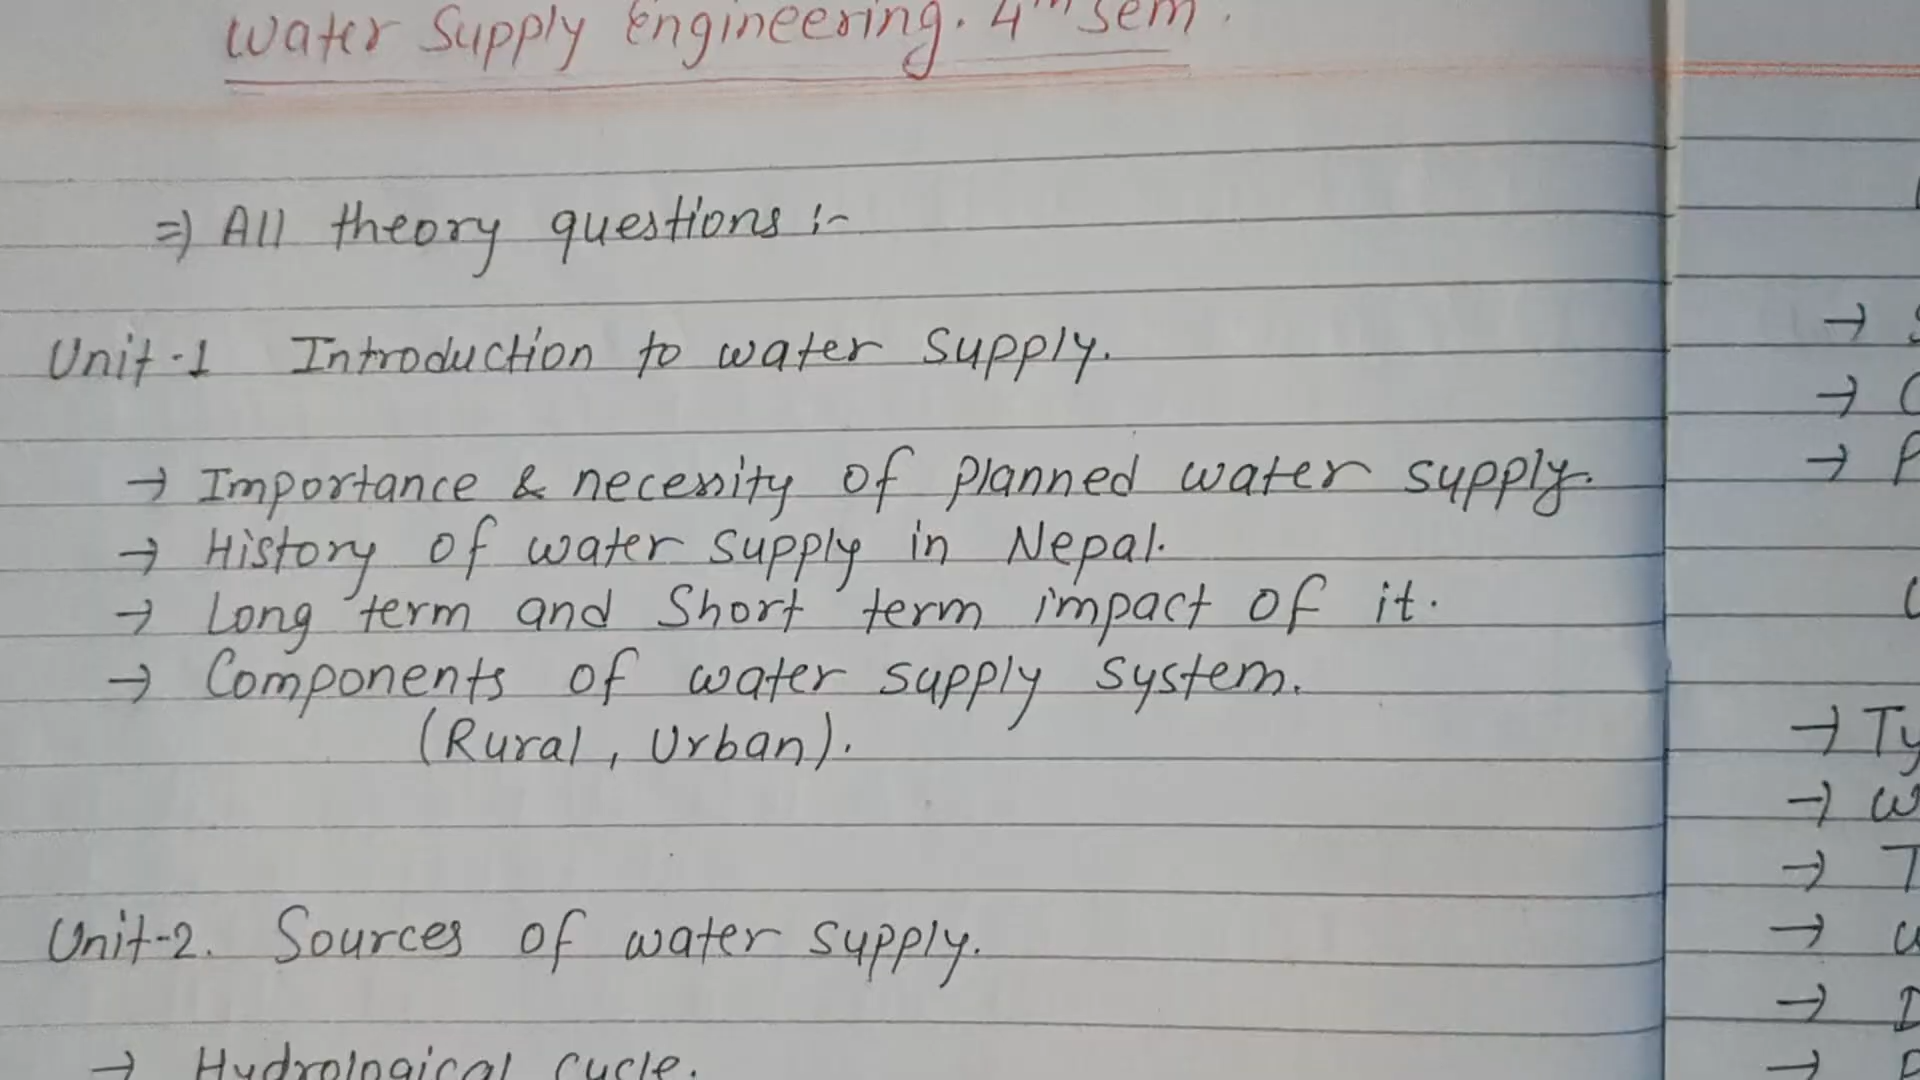 Water Supply Engineering. 4th sem.
=) All theory questions :-
Unit-1 Introduction to water supply.
→ Importance & necessity of planned water supply.
→ History of water supply in Nepal.
→ Long term and Short term impact of it.
→ Components of water supply system.
(Rural, Urban).
Unit-2. Sources of water supply.
→ Hydrological cycle.